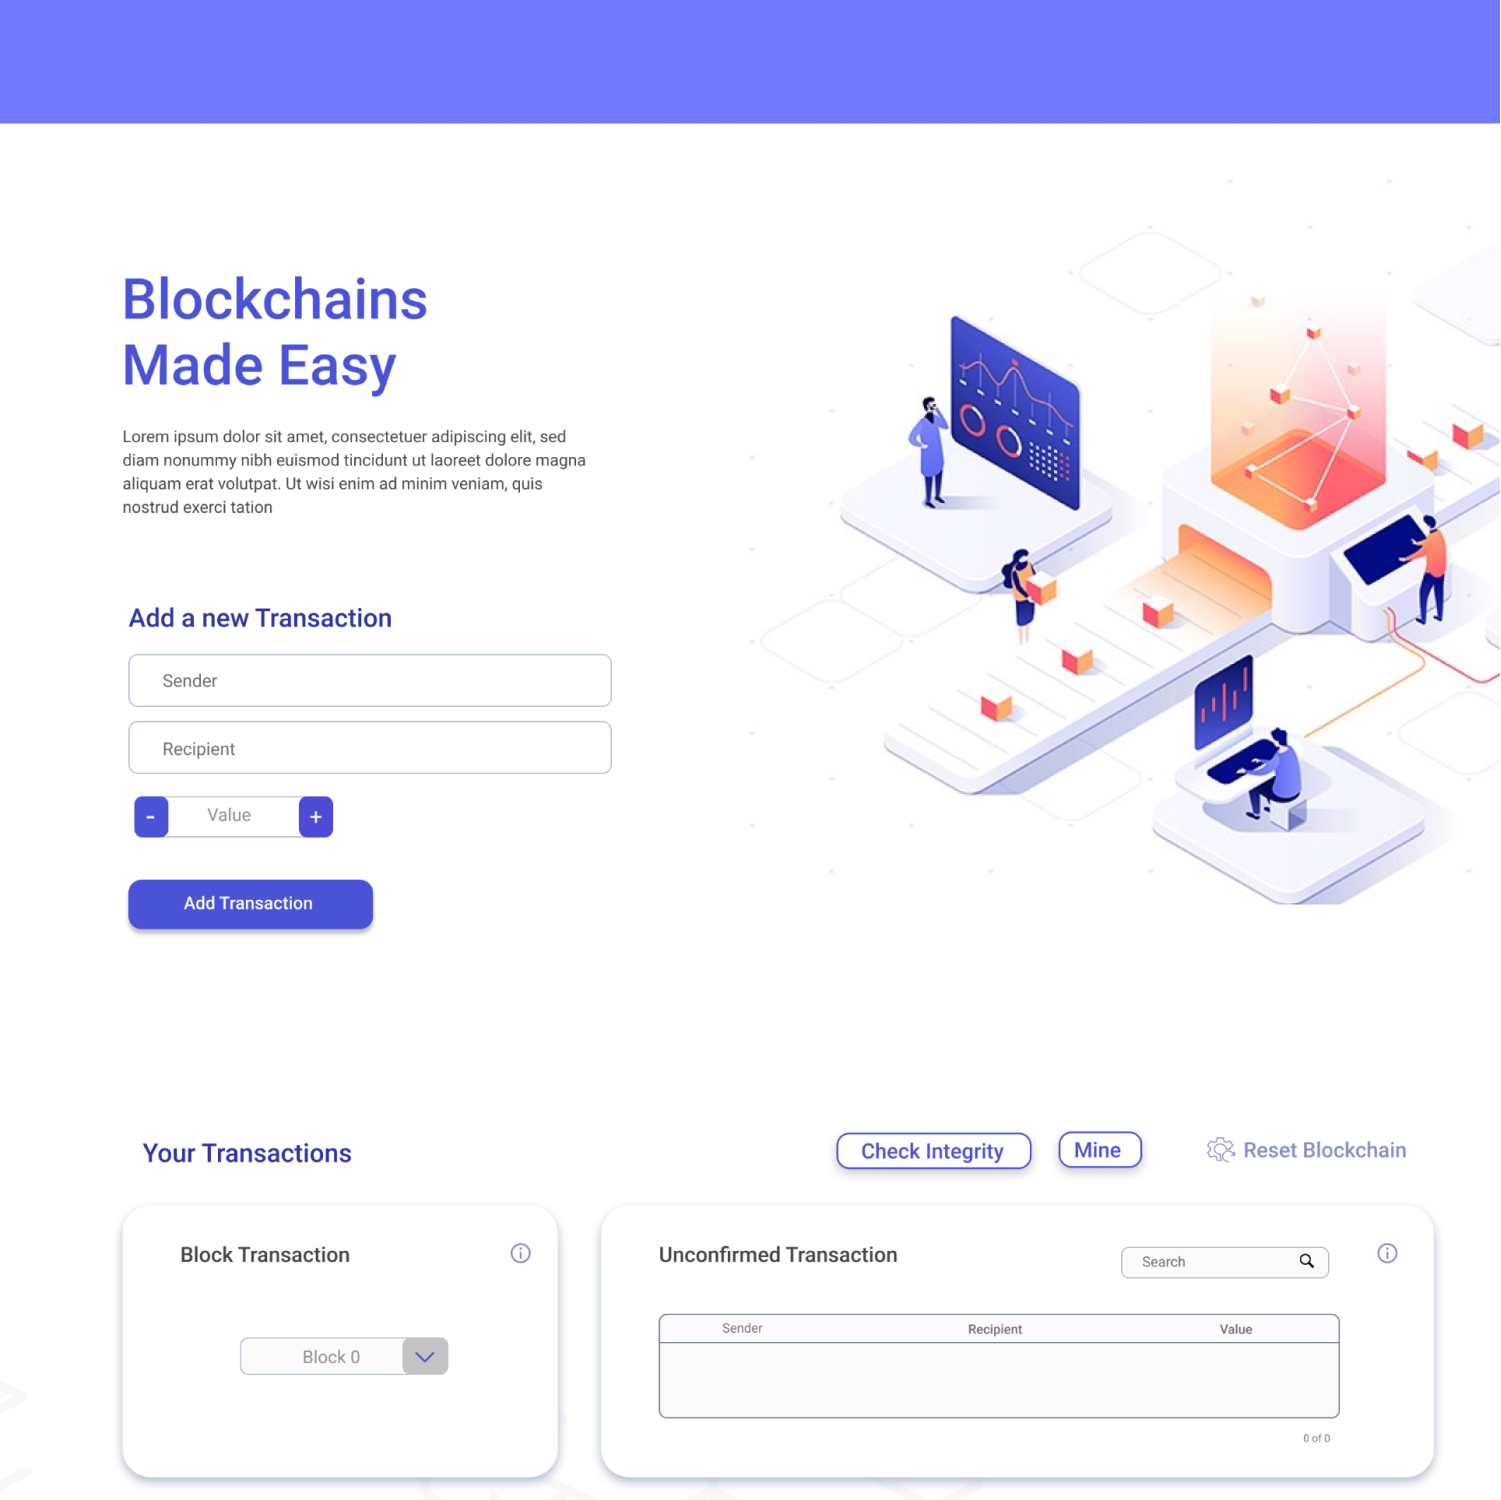 Blockchains
Made Easy
Lorem ipsum dolor sit amet, consectetuer adipiscing elit, sed
diam nonummy nibh euismod tincidunt ut laoreet dolore magna
aliquam erat volutpat. Ut wisi enim ad minim veniam, quis
nostrud exerci tation
Add a new Transaction
Sender
Recipient
- Value +
Add Transaction
Your Transactions
Check Integrity
Mine
Reset Blockchain
Block Transaction
Block 0
Unconfirmed Transaction
Search
Sender Recipient Value
0 of 0